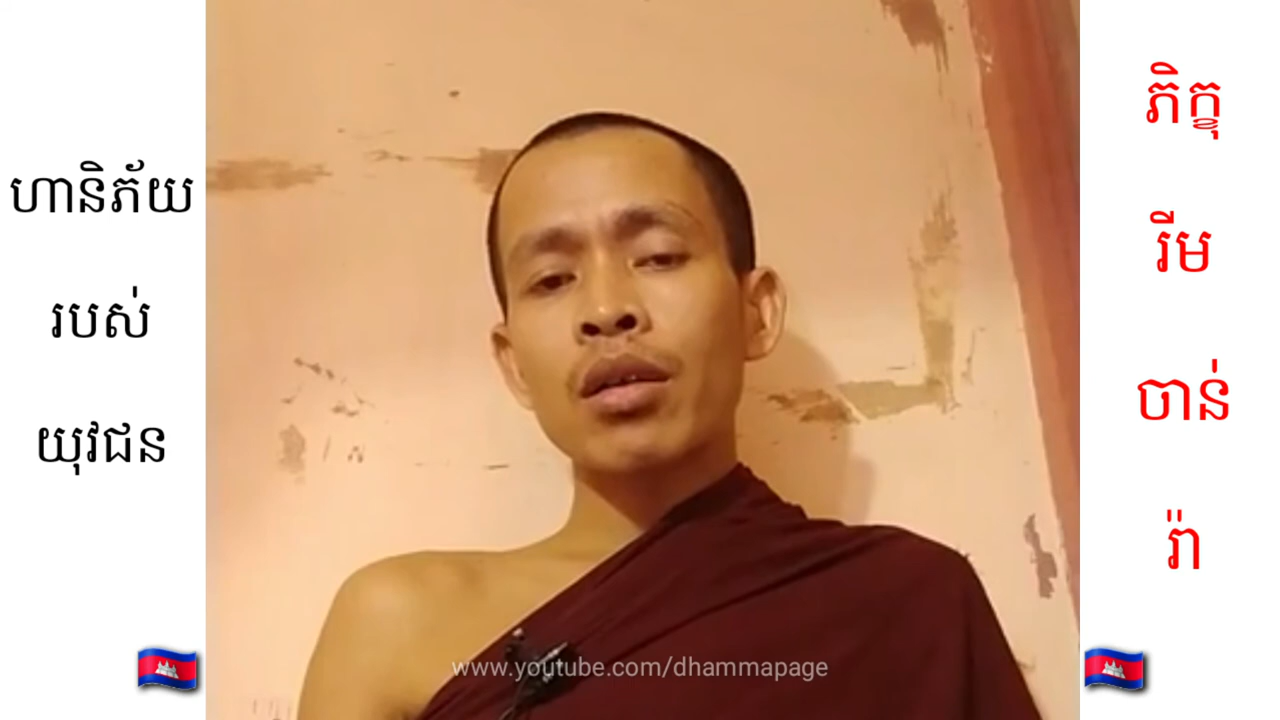 ហានិភ័យ
របស់
យុវជន
ភិក្ខុ
រីម
ចាន់
រ៉ា
www.youtube.com/dhammapage